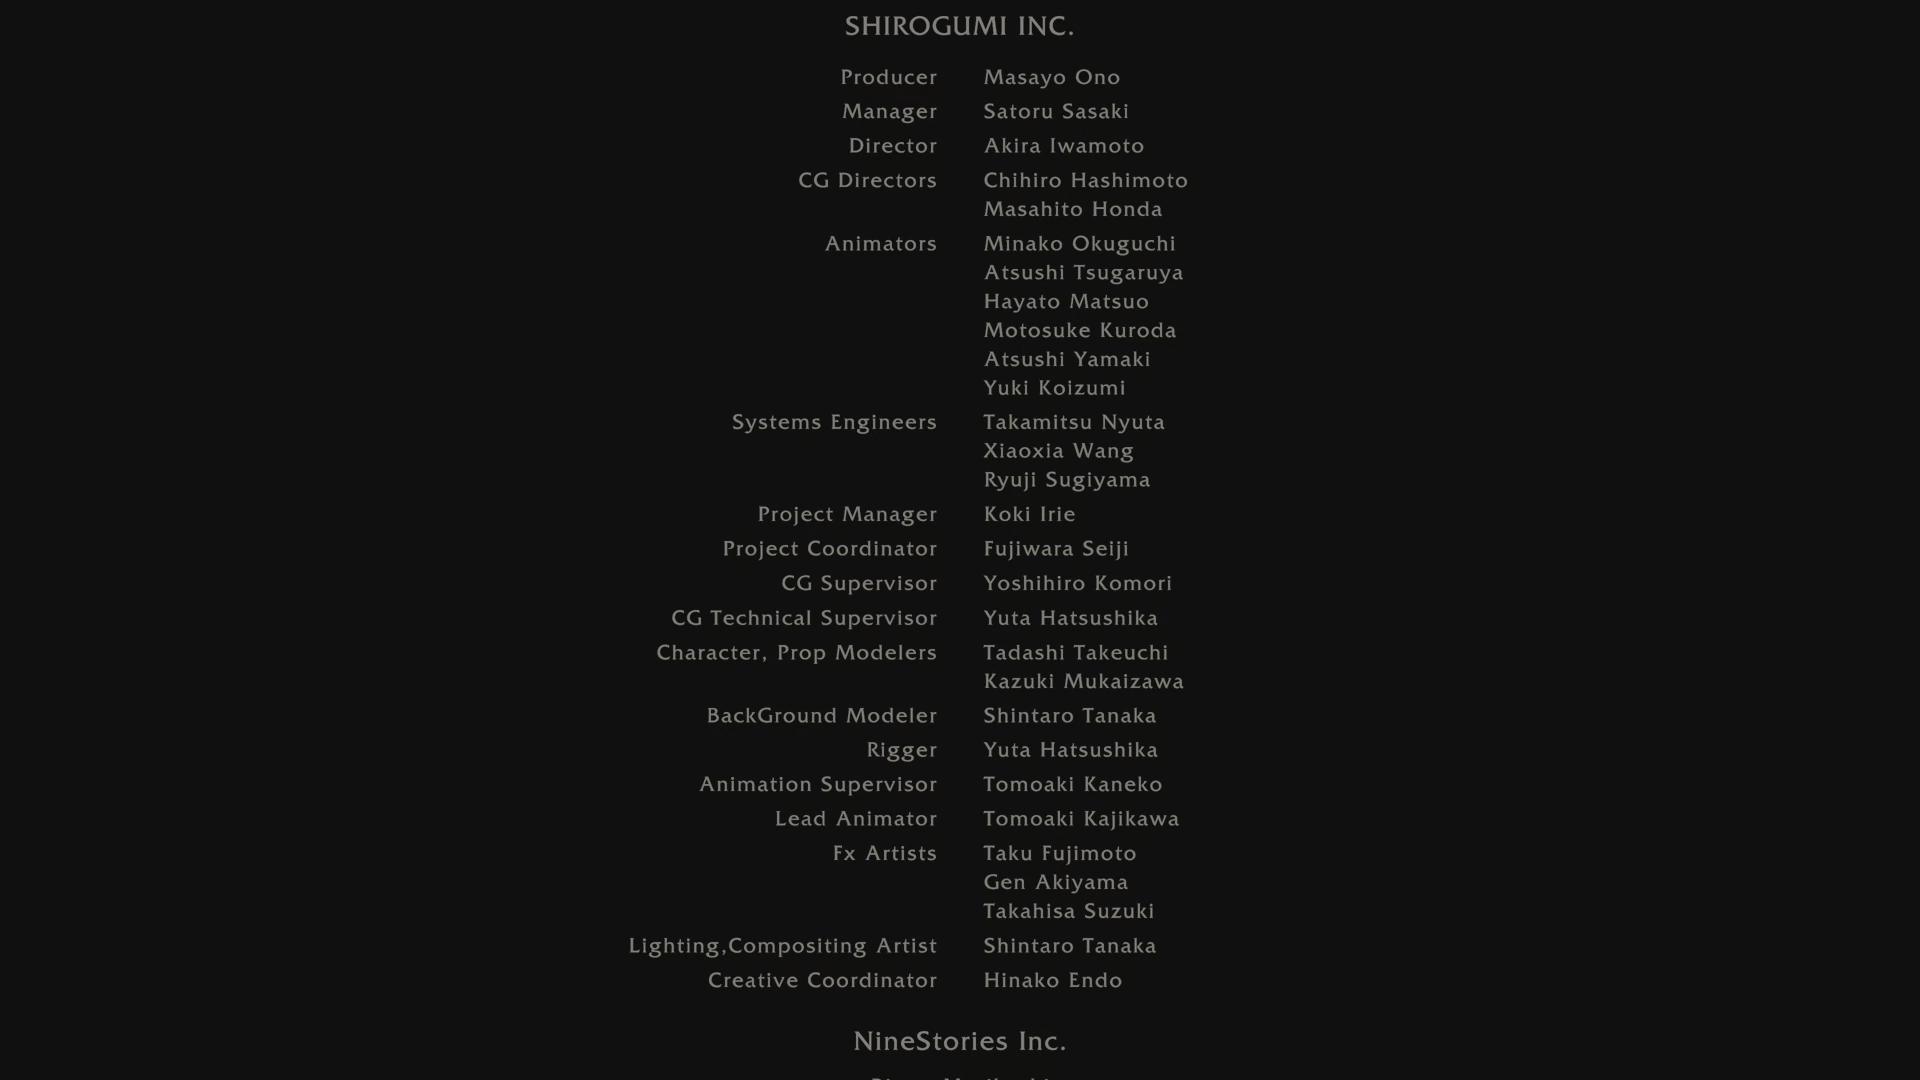 SHIROGUMI INC.
Producer Masayo Ono
Manager Satoru Sasaki
Director Akira Iwamoto
CG Directors Chihiro Hashimoto
Masahito Honda
Animators Minako Okuguchi
Atsushi Tsugaruya
Hayato Matsuo
Motosuke Kuroda
Atsushi Yamaki
Yuki Koizumi
Systems Engineers Takamitsu Nyuta
Xiaoxia Wang
Ryuji Sugiyama
Project Manager Koki Irie
Project Coordinator Fujiwara Seiji
CG Supervisor Yoshihiro Komori
CG Technical Supervisor Yuta Hatsushika
Character, Prop Modelers Tadashi Takeuchi
Kazuki Mukaizawa
BackGround Modeler Shintaro Tanaka
Rigger Yuta Hatsushika
Animation Supervisor Tomoaki Kaneko
Lead Animator Tomoaki Kajikawa
Fx Artists Taku Fujimoto
Gen Akiyama
Takahisa Suzuki
Lighting,Compositing Artist Shintaro Tanaka
Creative Coordinator Hinako Endo
NineStories Inc.